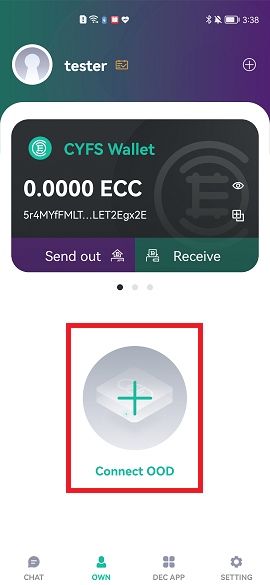 3:38
tester
CYFS Wallet
0.0000 ECC
5r4MYfFMLT...LET2Egx2E
Send out
Receive
Connect OOD
CHAT
OWN
DEC APP
SETTING